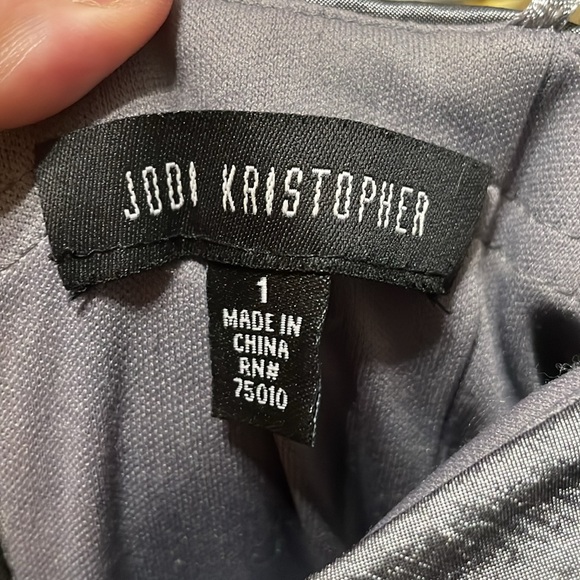 JODI KRISTOPHER
1
MADE IN
CHINA
RN#
75010